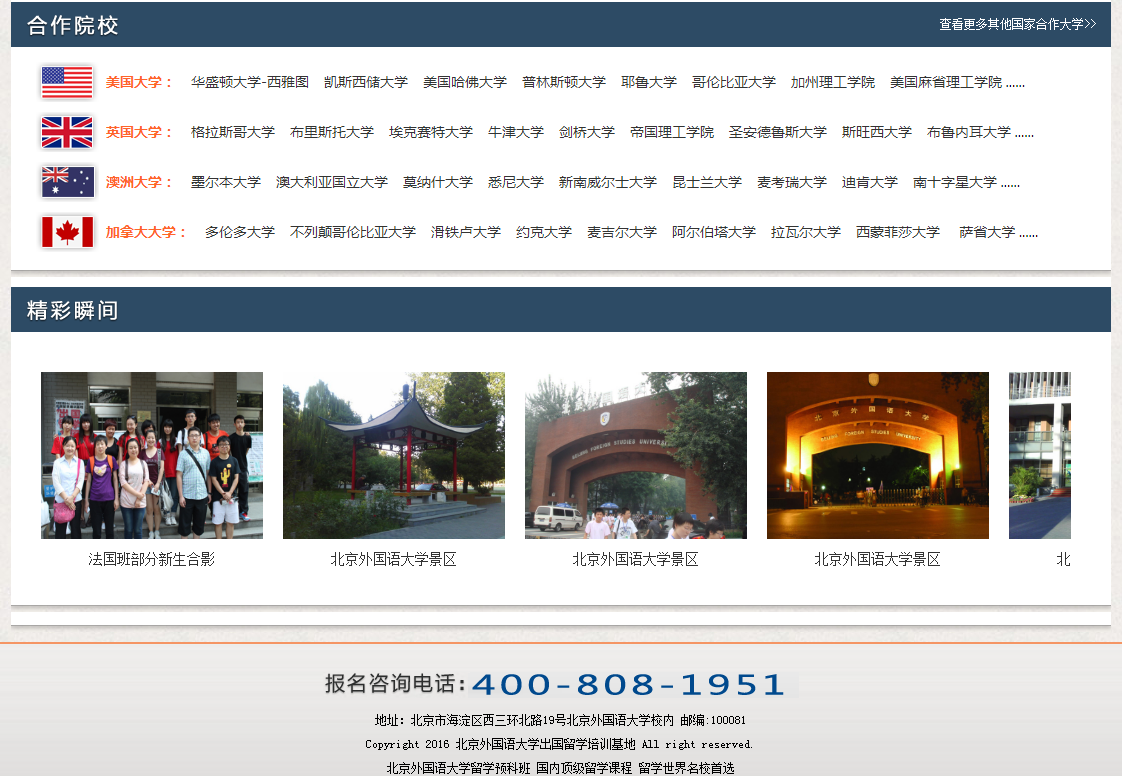 合作院校
查看更多其他国家合作大学>>
美国大学： 华盛顿大学-西雅图 凯斯西储大学 美国哈佛大学 普林斯顿大学 耶鲁大学 哥伦比亚大学 加州理工学院 美国麻省理工学院 ......
英国大学： 格拉斯哥大学 布里斯托大学 埃克赛特大学 牛津大学 剑桥大学 帝国理工学院 圣安德鲁斯大学 斯旺西大学 布鲁内耳大学 ......
澳洲大学： 墨尔本大学 澳大利亚国立大学 莫纳什大学 悉尼大学 新南威尔士大学 昆士兰大学 麦考瑞大学 迪肯大学 南十字星大学 ......
加拿大大学： 多伦多大学 不列颠哥伦比亚大学 滑铁卢大学 约克大学 麦吉尔大学 阿尔伯塔大学 拉瓦尔大学 西蒙菲莎大学 萨省大学 ......
精彩瞬间
BEIJING FOREIGN STUDIES UNIVERSITY
北京外国语大学
BEIJING FOREIGN STUDIES UNIVERSITY
法国班部分新生合影
北京外国语大学景区
北京外国语大学景区
北京外国语大学景区
北
报名咨询电话：400-808-1951
地址：北京市海淀区西三环北路19号北京外国语大学校内 邮编:100081
Copyright 2016 北京外国语大学出国留学培训基地 All right reserved.
北京外国语大学留学预科班 国内顶级留学课程 留学世界名校首选